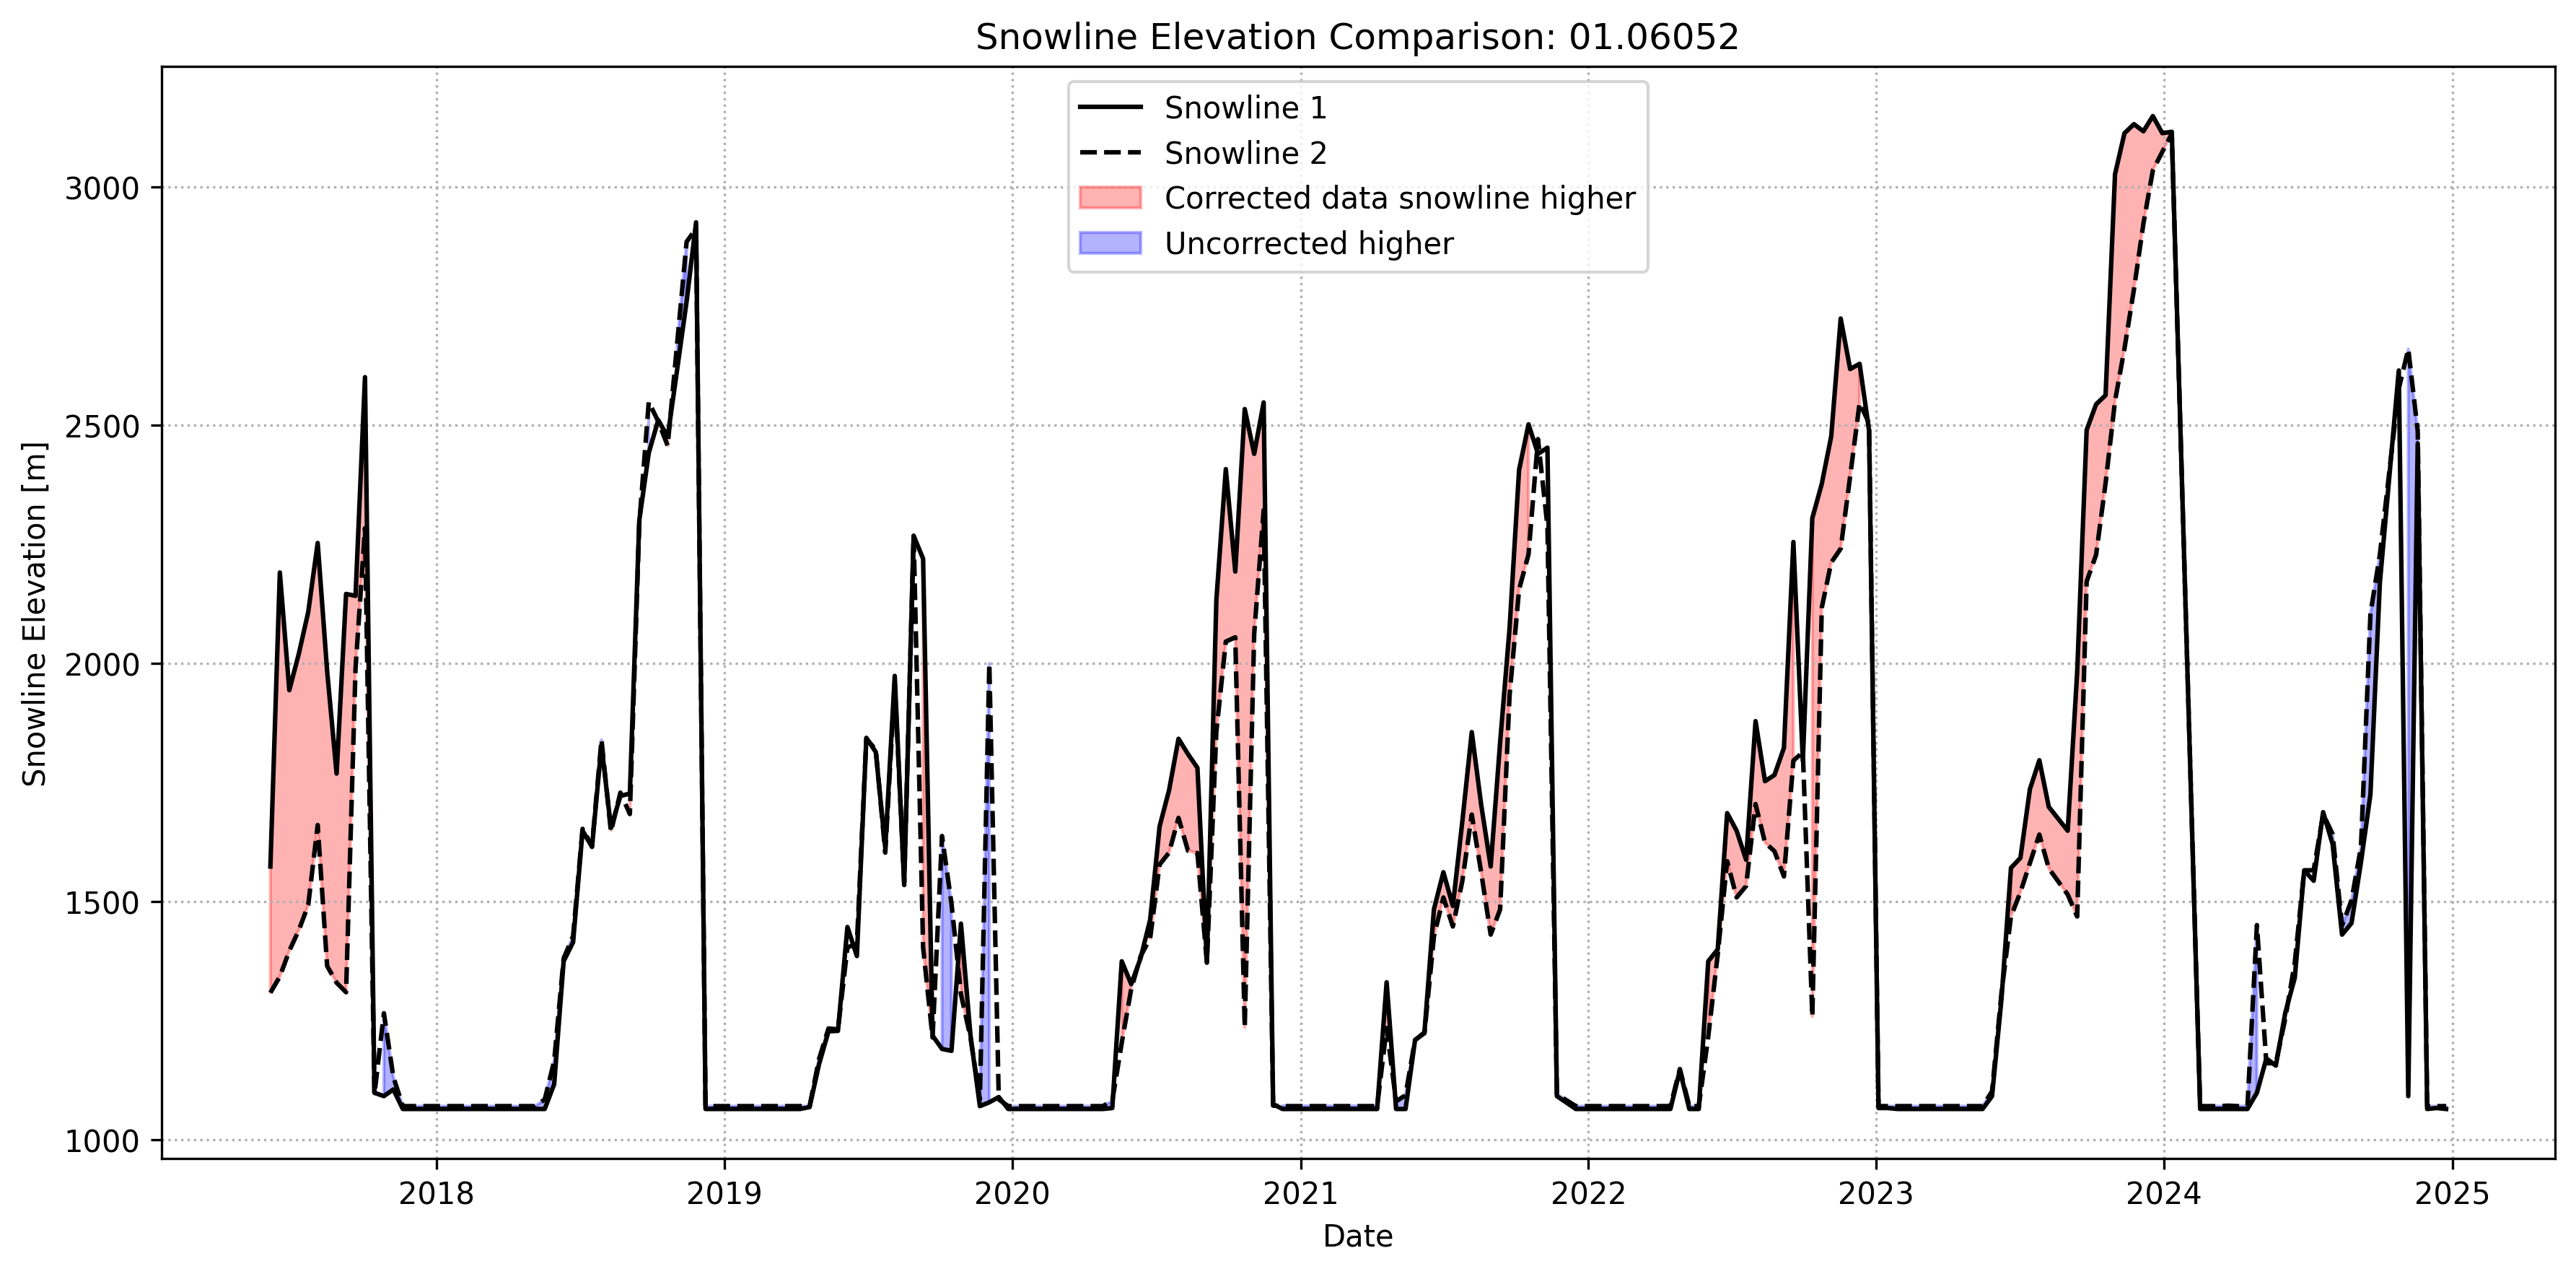 Snowline Elevation Comparison: 01.06052
Snowline 1
Snowline 2
Corrected data snowline higher
Uncorrected higher
Snowline Elevation [m]
3000
2500
2000
1500
1000
2018
2019
2020
2021
2022
2023
2024
2025
Date